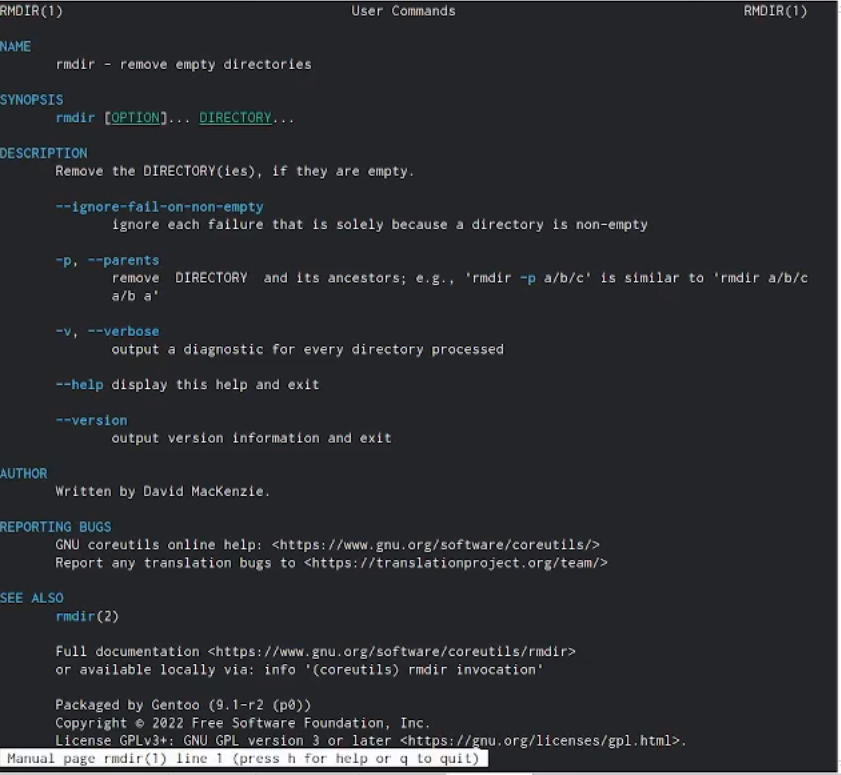 RMDIR(1) User Commands RMDIR(1)
NAME
rmdir - remove empty directories
SYNOPSIS
rmdir [OPTION]... DIRECTORY...
DESCRIPTION
Remove the DIRECTORY(ies), if they are empty.
--ignore-fail-on-non-empty
ignore each failure that is solely because a directory is non-empty
-p, --parents
remove DIRECTORY and its ancestors; e.g., 'rmdir -p a/b/c' is similar to 'rmdir a/b/c
a/b a'
-v, --verbose
output a diagnostic for every directory processed
--help display this help and exit
--version
output version information and exit
AUTHOR
Written by David MacKenzie.
REPORTING BUGS
GNU coreutils online help: <https://www.gnu.org/software/coreutils/>
Report any translation bugs to <https://translationproject.org/team/>
SEE ALSO
rmdir(2)
Full documentation <https://www.gnu.org/software/coreutils/rmdir>
or available locally via: info '(coreutils) rmdir invocation'
Packaged by Gentoo (9.1-r2 (p0))
Copyright © 2022 Free Software Foundation, Inc.
License GPLv3+: GNU GPL version 3 or later <https://gnu.org/licenses/gpl.html>.
Manual page rmdir(1) line 1 (press h for help or q to quit)